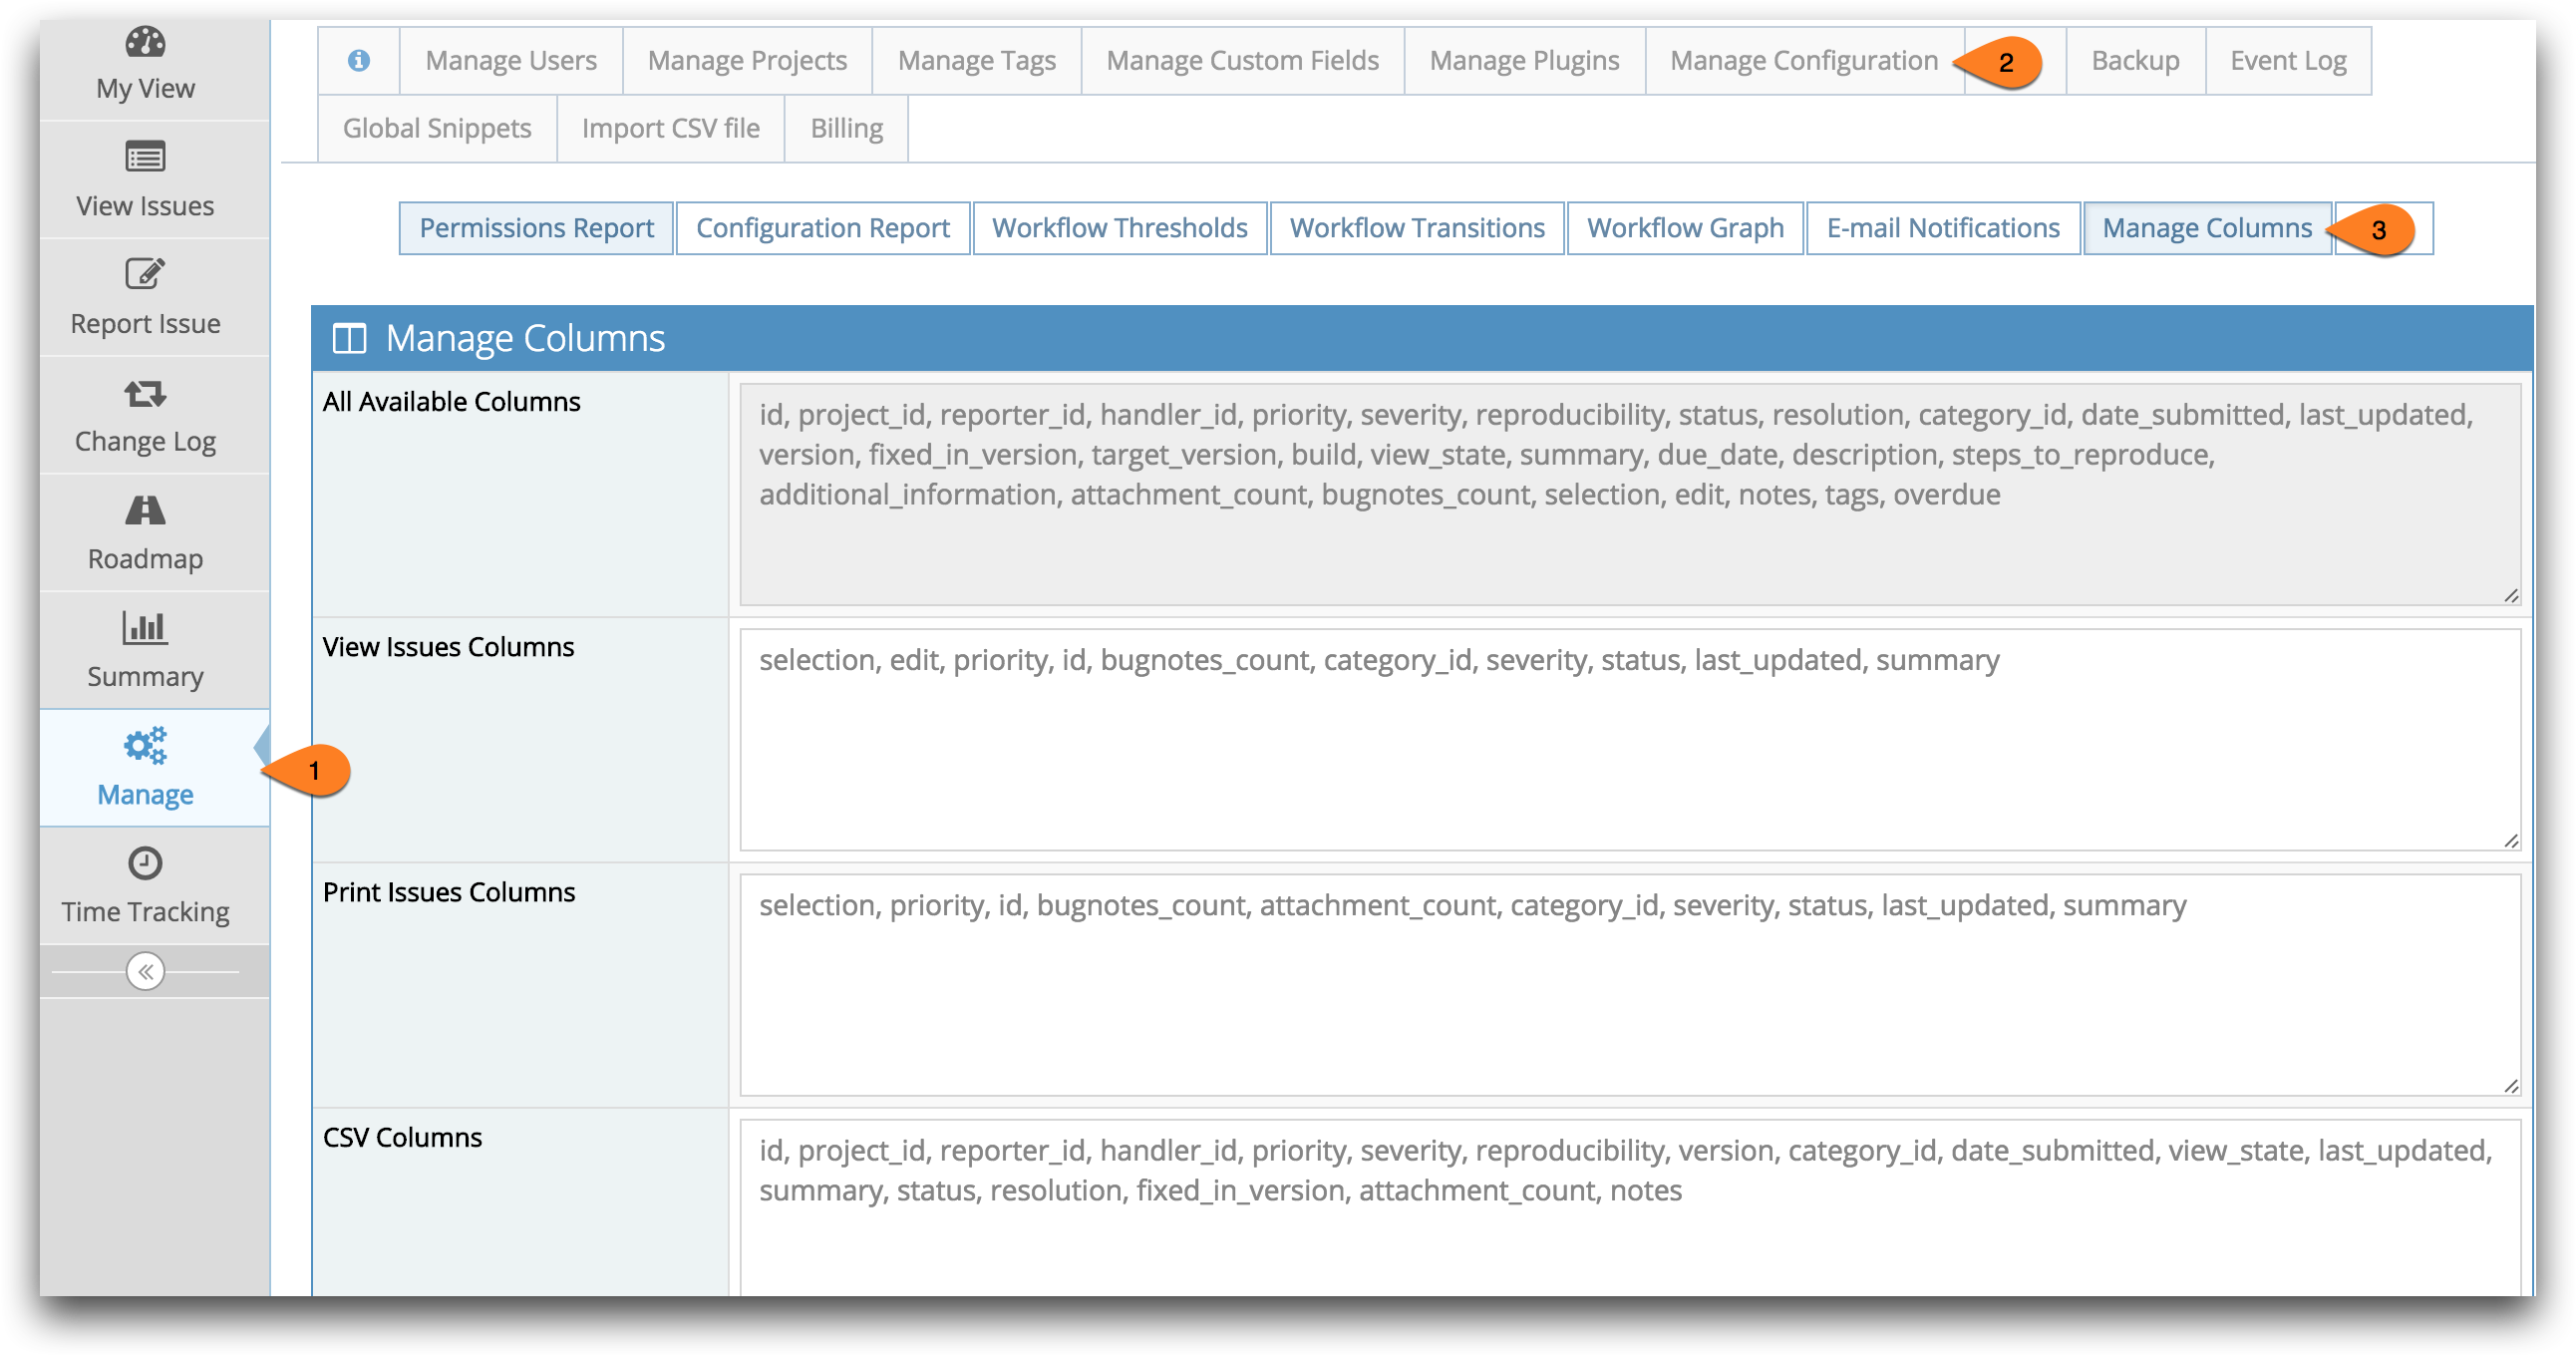 My View
View Issues
Report Issue
Change Log
Roadmap
Summary
Manage
Time Tracking
1
Manage Users Manage Projects Manage Tags Manage Custom Fields Manage Plugins Manage Configuration 2 Backup Event Log
Global Snippets Import CSV file Billing
Permissions Report Configuration Report Workflow Thresholds Workflow Transitions Workflow Graph E-mail Notifications Manage Columns 3
Manage Columns
All Available Columns
id, project_id, reporter_id, handler_id, priority, severity, reproducibility, status, resolution, category_id, date_submitted, last_updated,
version, fixed_in_version, target_version, build, view_state, summary, due_date, description, steps_to_reproduce,
additional_information, attachment_count, bugnotes_count, selection, edit, notes, tags, overdue
View Issues Columns
selection, edit, priority, id, bugnotes_count, category_id, severity, status, last_updated, summary
Print Issues Columns
selection, priority, id, bugnotes_count, attachment_count, category_id, severity, status, last_updated, summary
CSV Columns
id, project_id, reporter_id, handler_id, priority, severity, reproducibility, version, category_id, date_submitted, view_state, last_updated,
summary, status, resolution, fixed_in_version, attachment_count, notes